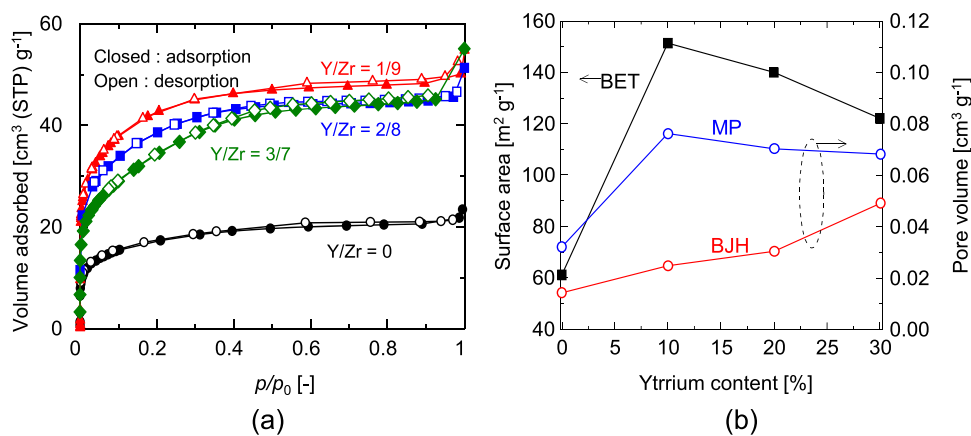 (a)
Volume adsorbed [cm³ (STP) g⁻¹]
60
40
20
0
Closed : adsorption
Open : desorption
Y/Zr = 1/9
Y/Zr = 2/8
Y/Zr = 3/7
Y/Zr = 0
0 0.2 0.4 0.6 0.8 1
p/p₀ [-]
(a)
Surface area [m² g⁻¹]
160
140
120
100
80
60
40
BET
MP
BJH
0.12
0.10
0.08
0.06
0.04
0.02
0.00
Pore volume [cm³ g⁻¹]
0 5 10 15 20 25 30
Ytrrium content [%]
(b)